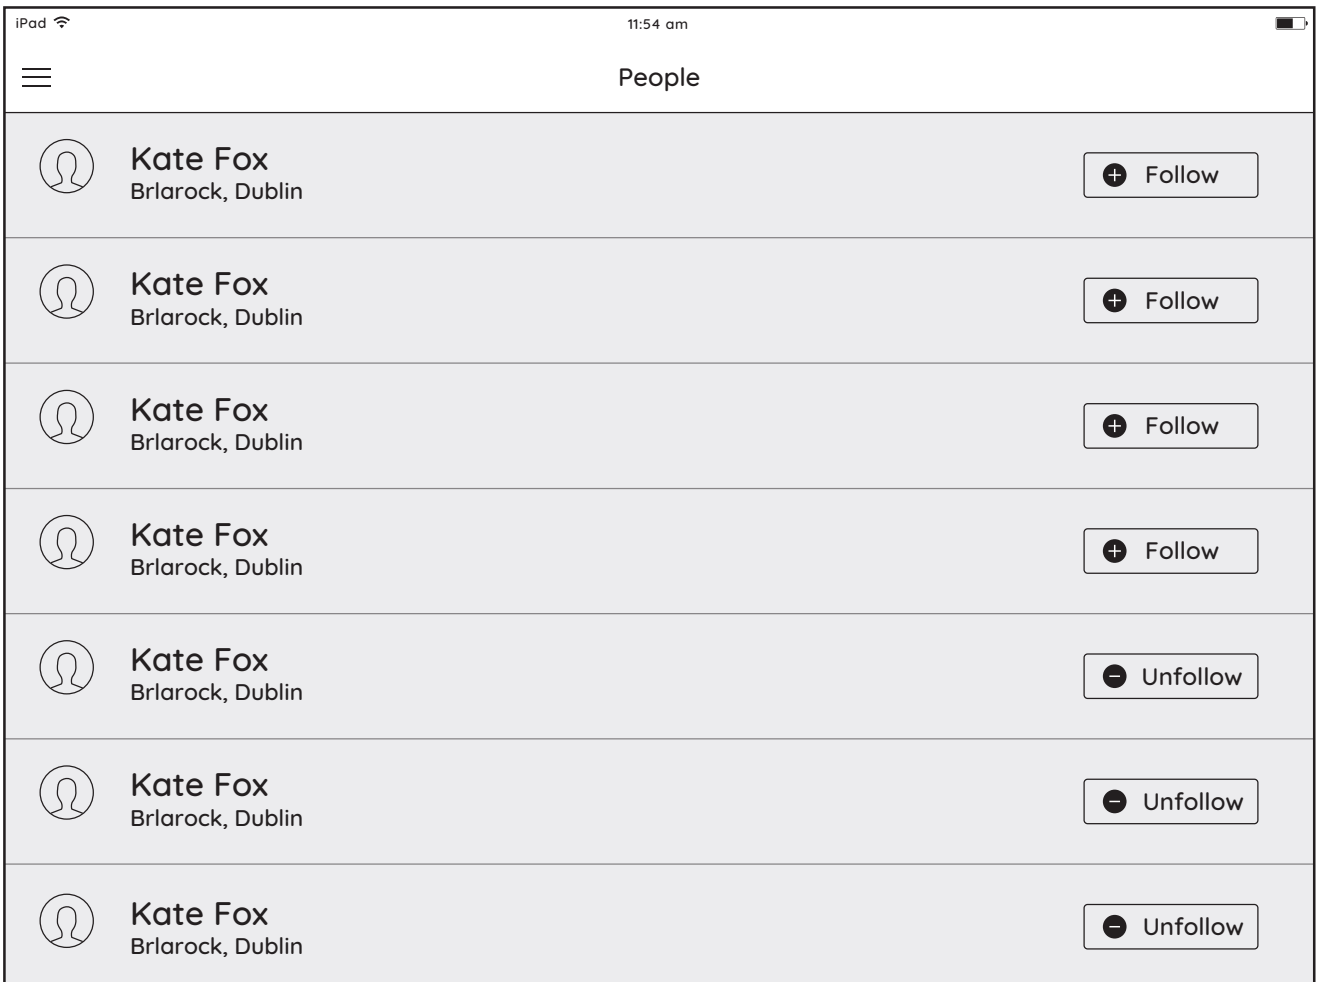 iPad 11:54 am
People
Kate Fox
Brlarock, Dublin
Follow
Kate Fox
Brlarock, Dublin
Follow
Kate Fox
Brlarock, Dublin
Follow
Kate Fox
Brlarock, Dublin
Follow
Kate Fox
Brlarock, Dublin
Unfollow
Kate Fox
Brlarock, Dublin
Unfollow
Kate Fox
Brlarock, Dublin
Unfollow